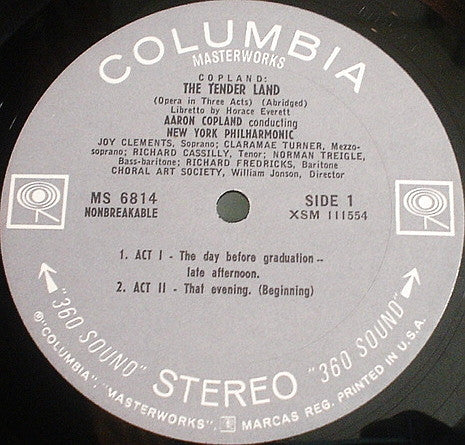 COLUMBIA
MASTERWORKS
COPLAND:
THE TENDER LAND
(Opera in Three Acts) (Abridged)
Libretto by Horace Everett
AARON COPLAND conducting
NEW YORK PHILHARMONIC
JOY CLEMENTS, Soprano; CLARAMAE TURNER, Mezzo-
soprano; RICHARD CASSILLY, Tenor; NORMAN TREIGLE,
Bass-baritone; RICHARD FREDRICKS, Baritone
CHORAL ART SOCIETY, William Jonson, Director
MS 6814
NONBREAKABLE
SIDE 1
XSM 111554
1. ACT I - The day before graduation--
late afternoon.
2. ACT II - That evening. (Beginning)
"360 SOUND" STEREO "360 SOUND"
℗"COLUMBIA", "MASTERWORKS", MARCAS REG. PRINTED IN U.S.A.